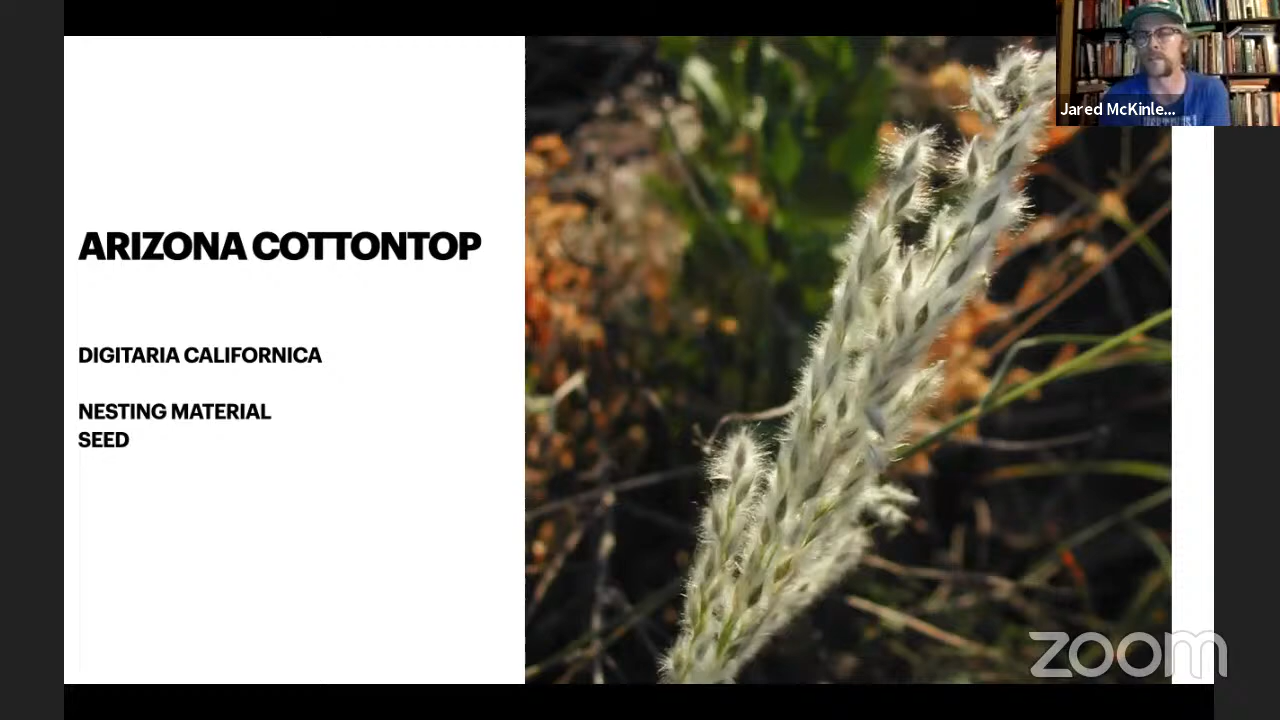 ARIZONA COTTONTOP
DIGITARIA CALIFORNICA
NESTING MATERIAL
SEED
Jared McKinle...
zoom